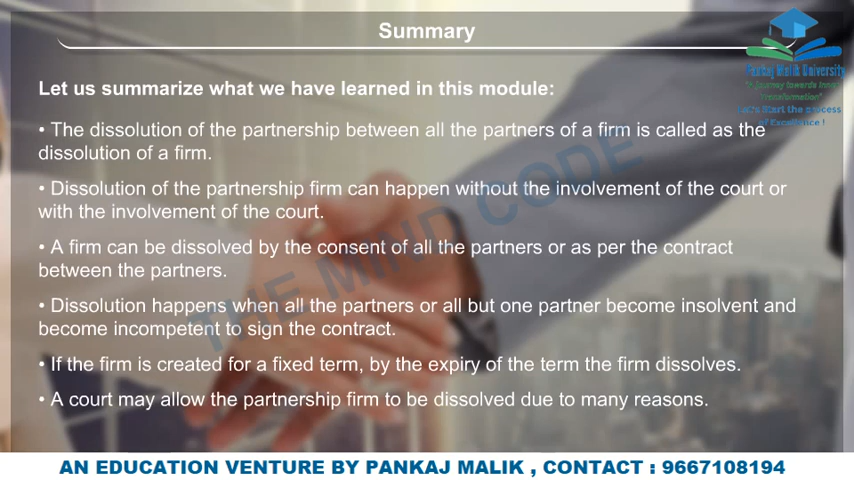 Summary
Pankaj Malik University
"A Journey towards Inner
Transformation"
Let's Start the process
of Excellence !
Let us summarize what we have learned in this module:
• The dissolution of the partnership between all the partners of a firm is called as the
dissolution of a firm.
• Dissolution of the partnership firm can happen without the involvement of the court or
with the involvement of the court.
• A firm can be dissolved by the consent of all the partners or as per the contract
between the partners.
• Dissolution happens when all the partners or all but one partner become insolvent and
become incompetent to sign the contract.
• If the firm is created for a fixed term, by the expiry of the term the firm dissolves.
• A court may allow the partnership firm to be dissolved due to many reasons.
THE MIND CODE
AN EDUCATION VENTURE BY PANKAJ MALIK , CONTACT : 9667108194